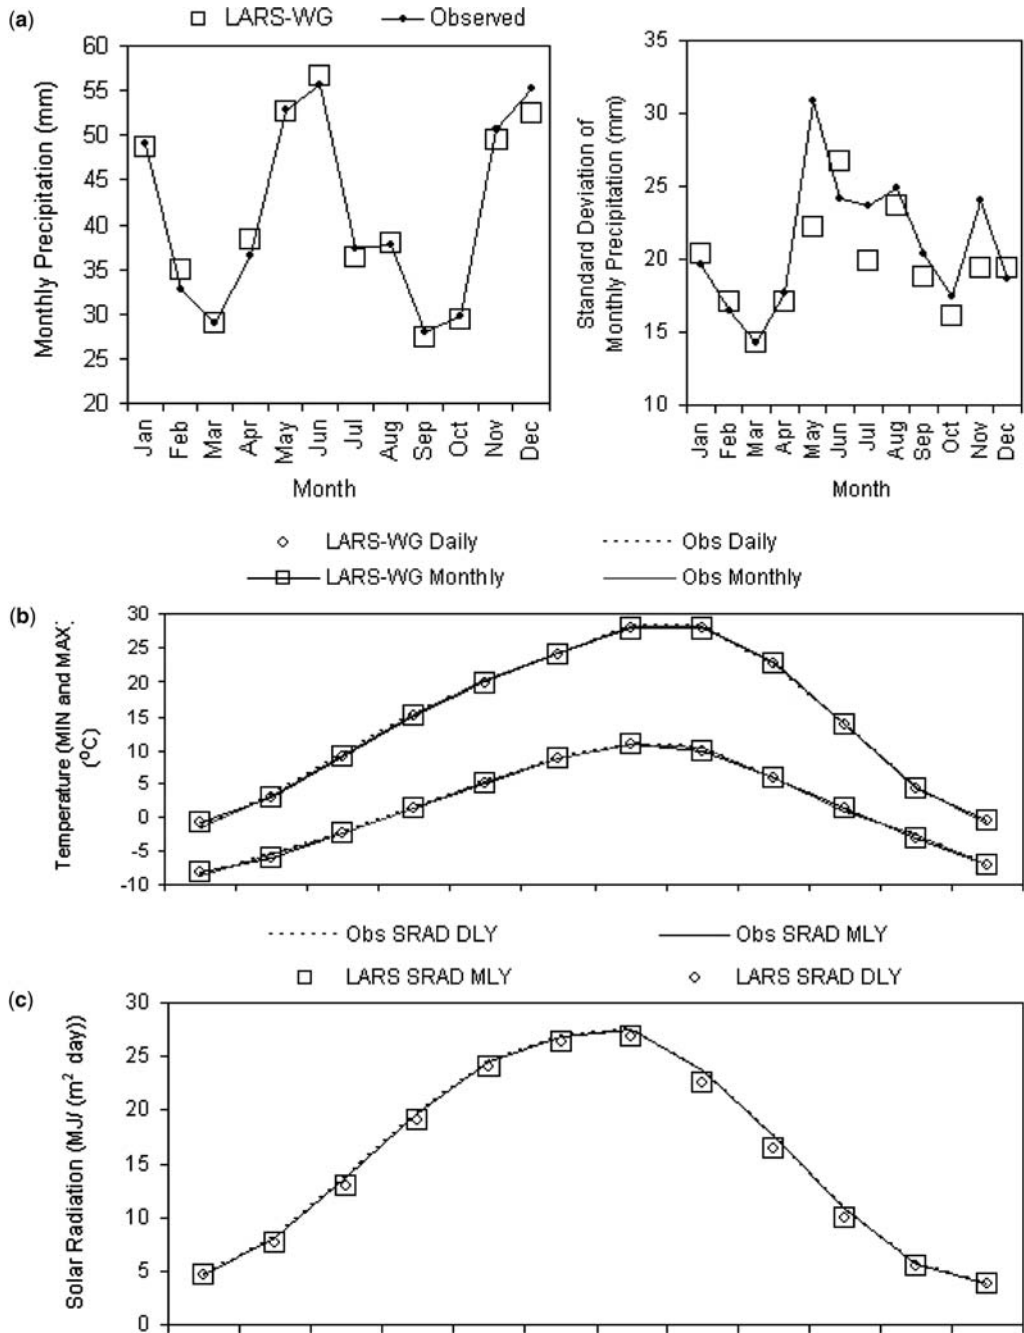 (a)
LARS-WG Observed
Monthly Precipitation (mm)
60
55
50
45
40
35
30
25
20
Jan Feb Mar Apr May Jun Jul Aug Sep Oct Nov Dec
Month
Standard Deviation of
Monthly Precipitation (mm)
35
30
25
20
15
10
Jan Feb Mar Apr May Jun Jul Aug Sep Oct Nov Dec
Month
LARS-WG Daily Obs Daily
LARS-WG Monthly Obs Monthly
(b)
Temperature (MIN and MAX)
(°C)
30
25
20
15
10
5
0
-5
-10
Obs SRAD DLY Obs SRAD MLY
LARS SRAD MLY LARS SRAD DLY
(c)
Solar Radiation (MJ/ (m² day))
30
25
20
15
10
5
0